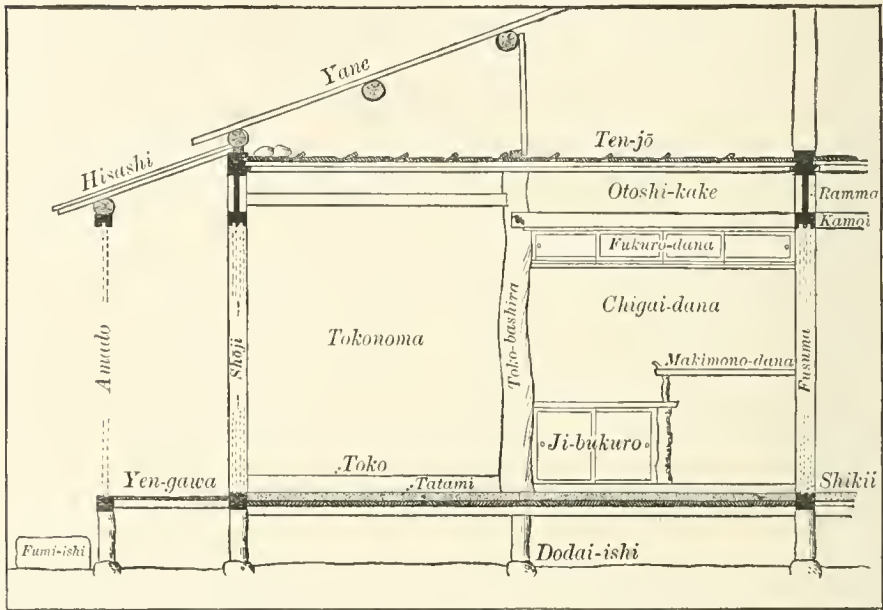 Yane
Ten-jō
Hisashi
Otoshi-kake
Ramma
Kamoi
Fukuro-dana
Chigai-dana
Tokonoma
Toko-bashira
Amado
Shōji
Makimono-dana
Fusuma
Ji-bukuro
Toko
Tatami
Yen-gawa
Shikii
Fumi-ishi
Dodai-ishi